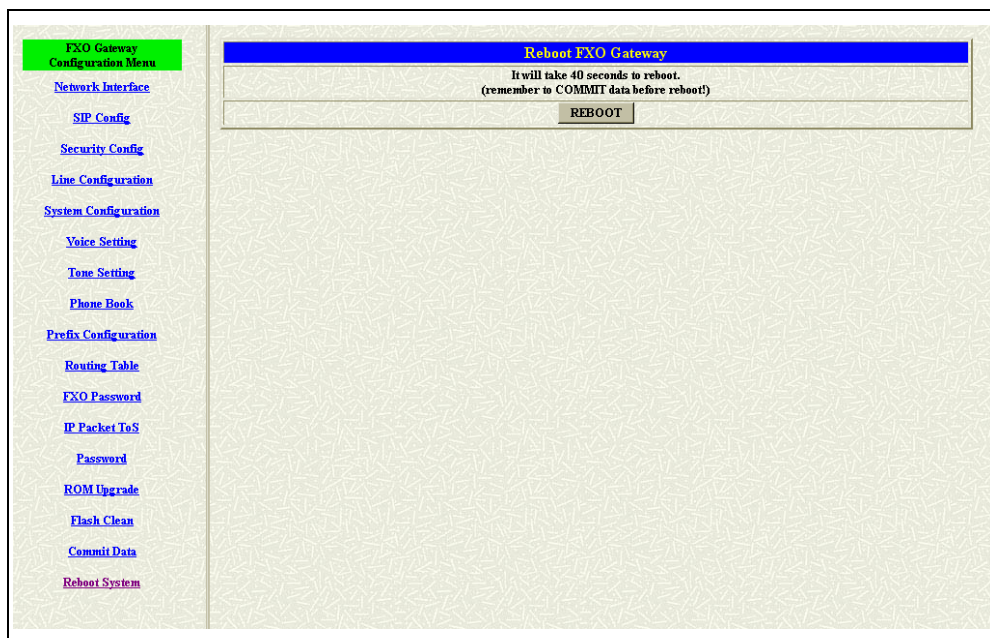 FXO Gateway
Configuration Menu
Network Interface
SIP Config
Security Config
Line Configuration
System Configuration
Voice Setting
Tone Setting
Phone Book
Prefix Configuration
Routing Table
FXO Password
IP Packet ToS
Password
ROM Upgrade
Flash Clean
Commit Data
Reboot System
Reboot FXO Gateway
It will take 40 seconds to reboot.
(remember to COMMIT data before reboot!)
REBOOT